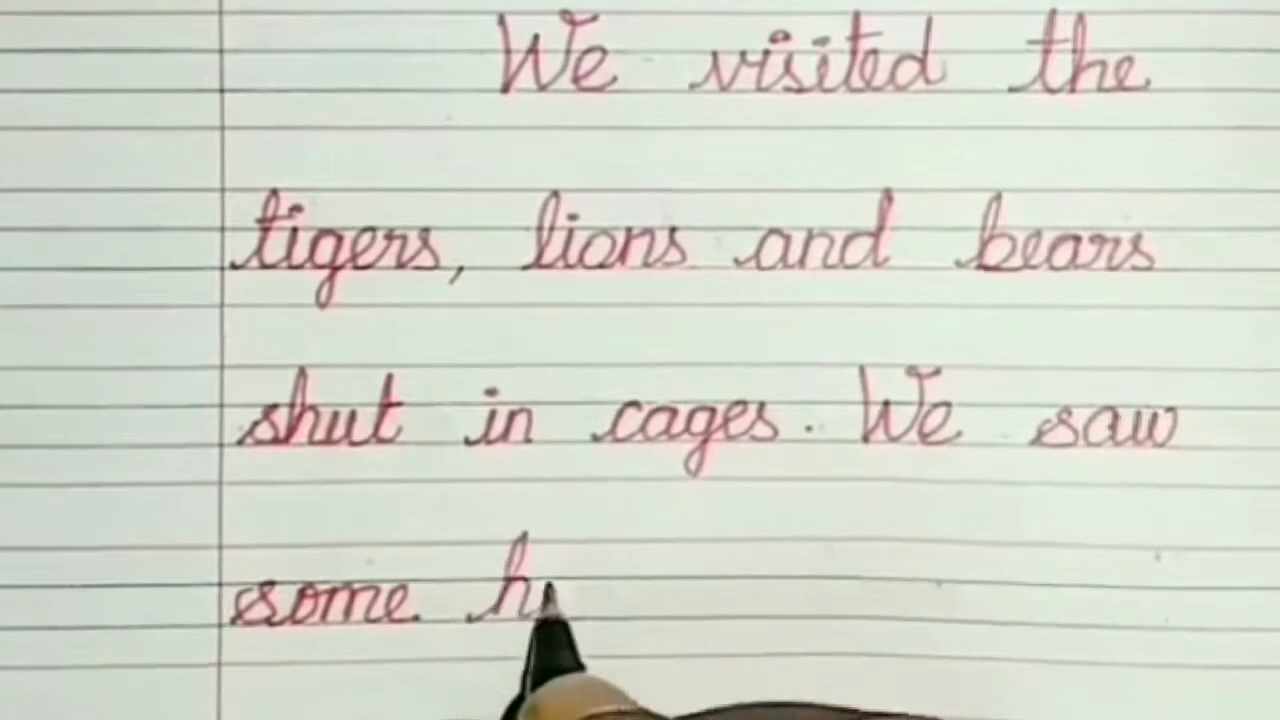 We visited the
tigers, lions and bears
shut in cages. We saw
some h